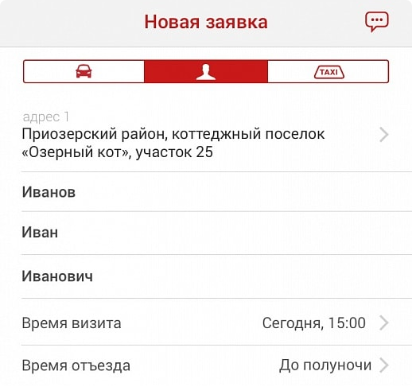 Новая заявка
TAXI
адрес 1
Приозерский район, коттеджный поселок
«Озерный кот», участок 25
Иванов
Иван
Иванович
Время визита Сегодня, 15:00
Время отъезда До полуночи